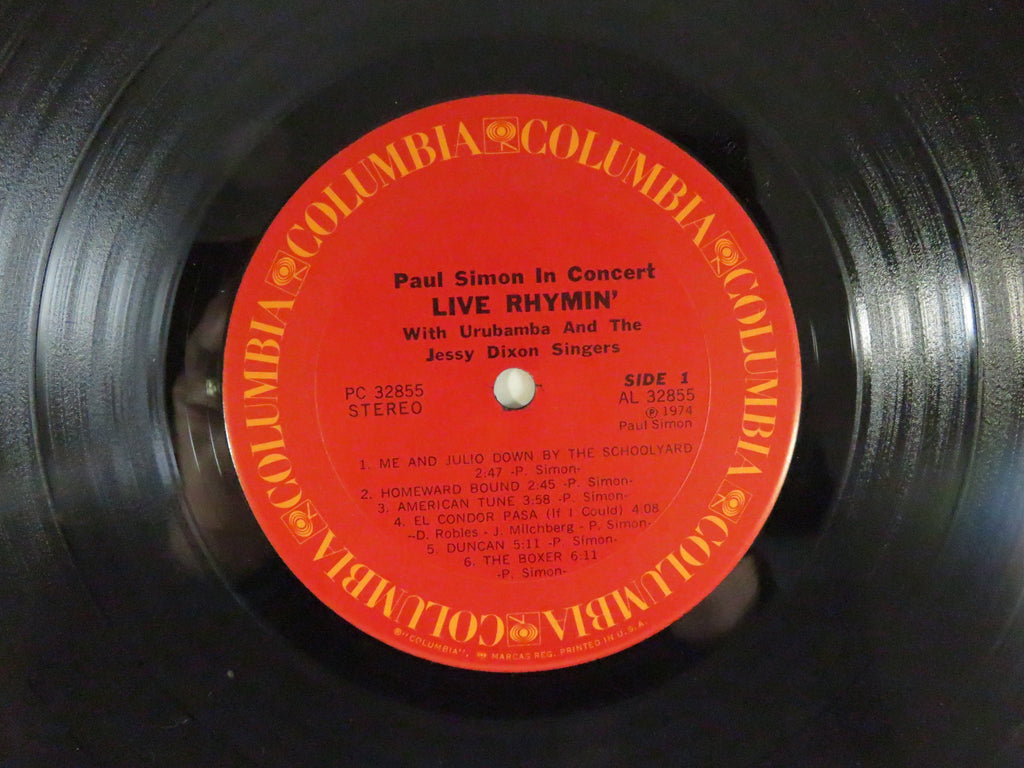 COLUMBIA COLUMBIA COLUMBIA COLUMBIA COLUMBIA COLUMBIA COLUMBIA COLUMBIA
Paul Simon In Concert
LIVE RHYMIN'
With Urubamba And The
Jessy Dixon Singers
PC 32855
STEREO
SIDE 1
AL 32855
Ⓟ 1974
Paul Simon
1. ME AND JULIO DOWN BY THE SCHOOLYARD
2:47 -P. Simon-
2. HOMEWARD BOUND 2:45 -P. Simon-
3. AMERICAN TUNE 3:58 -P. Simon-
4. EL CONDOR PASA (If I Could) 4:08
-D. Robles - J. Milchberg - P. Simon-
5. DUNCAN 5:11 -P. Simon-
6. THE BOXER 6:11
-P. Simon-
®"COLUMBIA", MARCAS REG. PRINTED IN U.S.A.